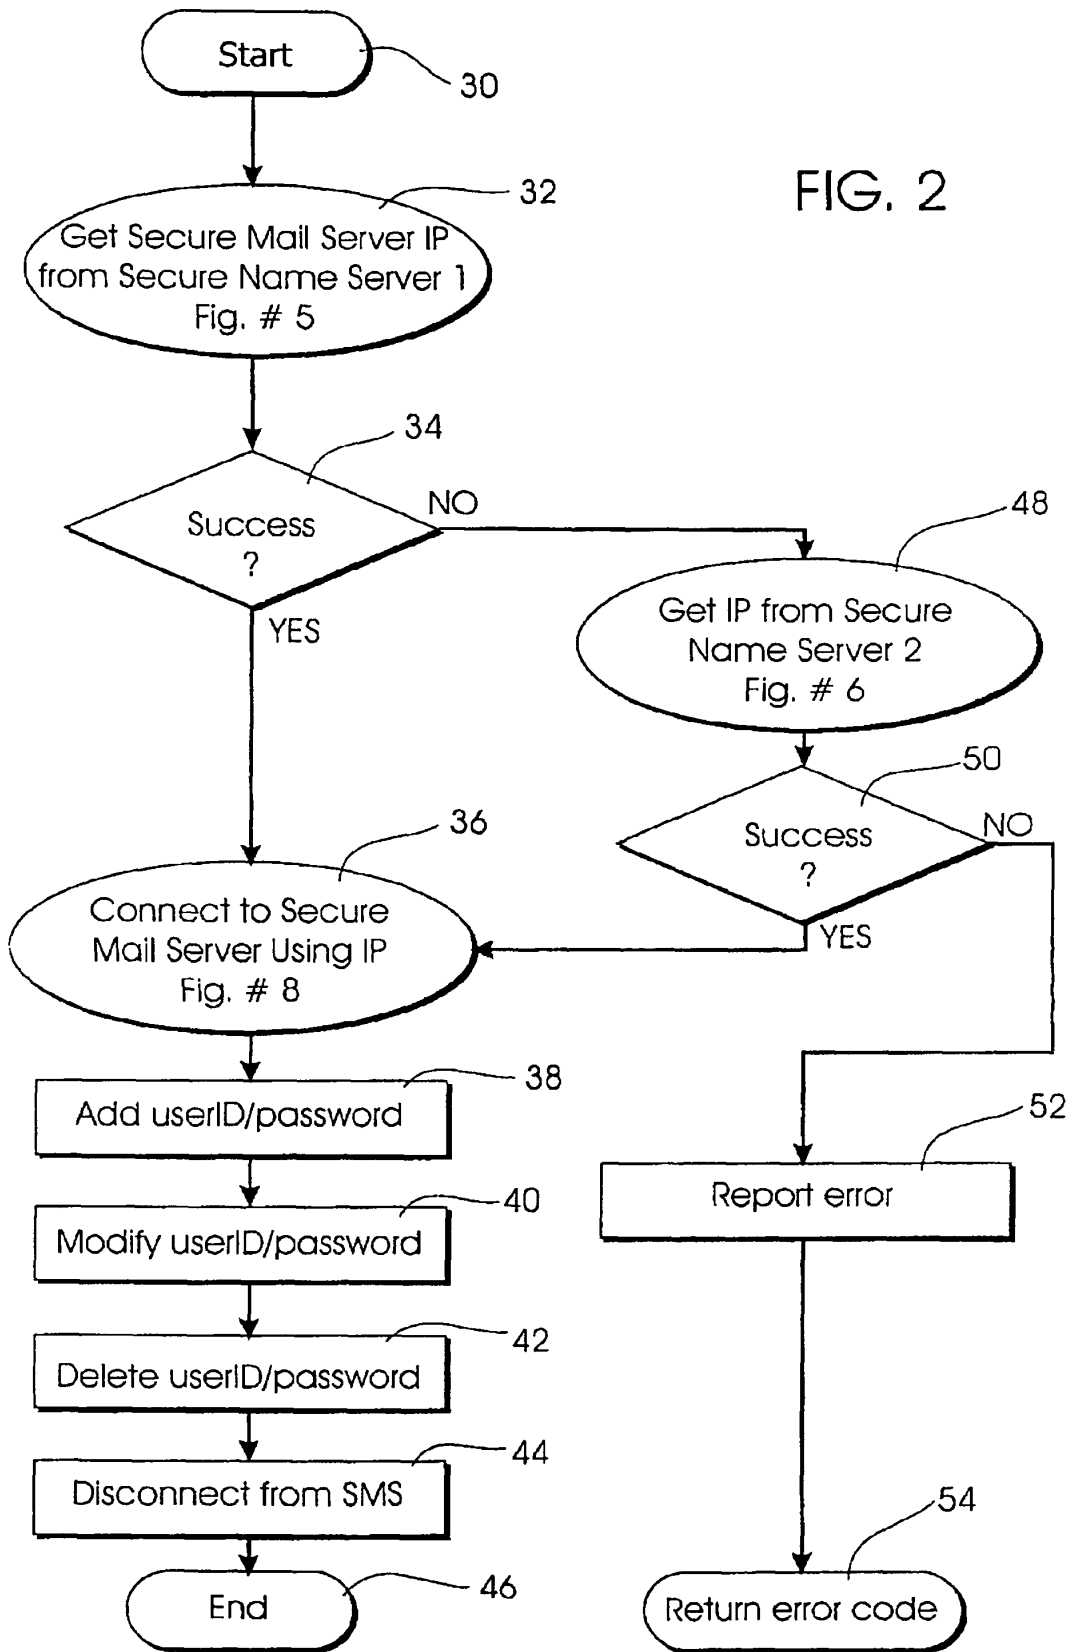 Start
30
FIG. 2
32
Get Secure Mail Server IP
from Secure Name Server 1
Fig. # 5
34
Success
?
NO
YES
48
Get IP from Secure
Name Server 2
Fig. # 6
50
Success
?
NO
YES
36
Connect to Secure
Mail Server Using IP
Fig. # 8
38
Add userID/password
40
Modify userID/password
42
Delete userID/password
44
Disconnect from SMS
46
End
52
Report error
54
Return error code